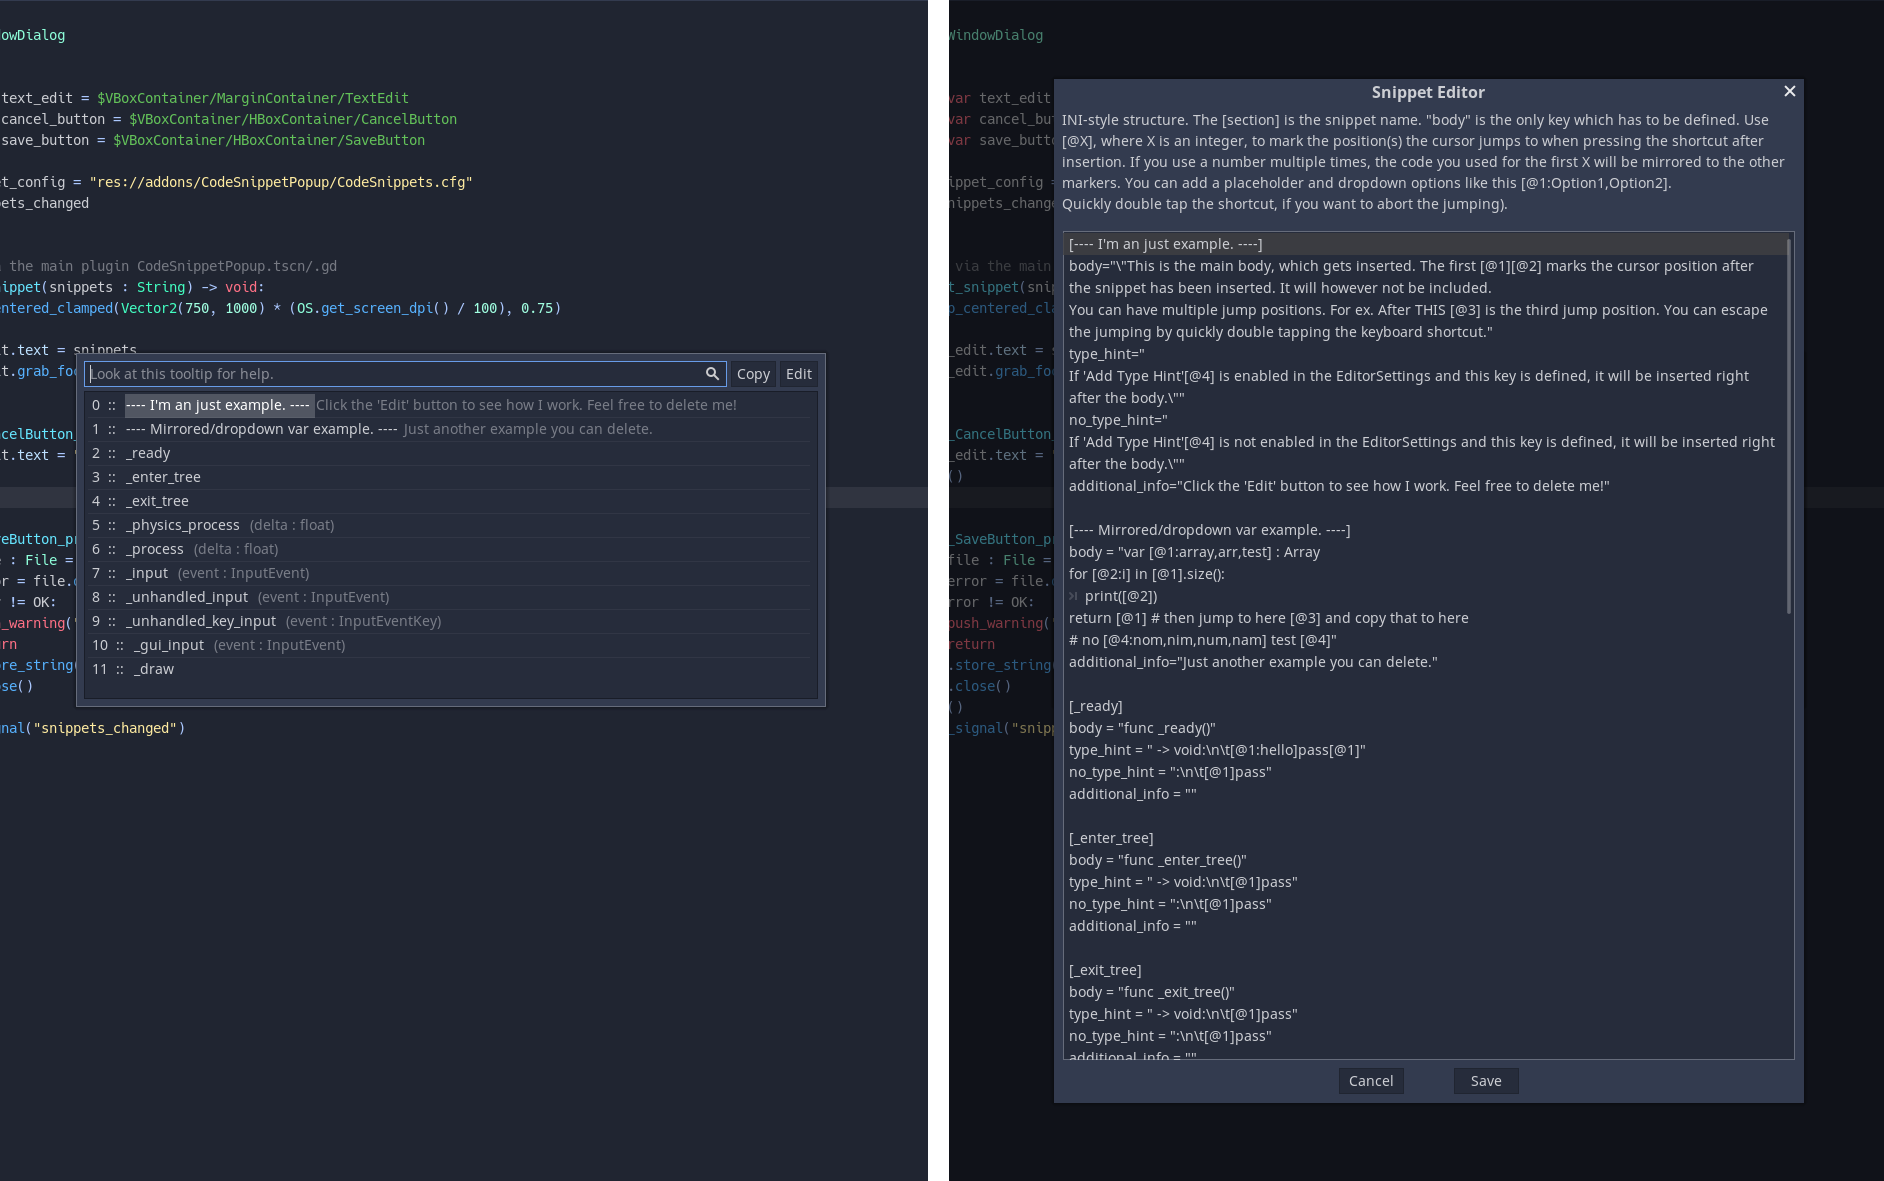 owDialog
text_edit = $VBoxContainer/MarginContainer/TextEdit
cancel_button = $VBoxContainer/HBoxContainer/CancelButton
save_button = $VBoxContainer/HBoxContainer/SaveButton
et_config = "res://addons/CodeSnippetPopup/CodeSnippets.cfg"
pets_changed
the main plugin CodeSnippetPopup.tscn/.gd
nippet(snippets : String) -> void:
entered_clamped(Vector2(750, 1000) * (OS.get_screen_dpi() / 100), 0.75)
it.text = snippets
it.grab_foc
ncelButton_
it.text = "
veButton_pr
e : File =
or = file.o
r != OK:
h_warning("
rn
ore_string(
ose()
gnal("snippets_changed")
Look at this tooltip for help.
Copy
Edit
0 :: ---- I'm an just example. ---- Click the 'Edit' button to see how I work. Feel free to delete me!
1 :: ---- Mirrored/dropdown var example. ---- Just another example you can delete.
2 :: _ready
3 :: _enter_tree
4 :: _exit_tree
5 :: _physics_process (delta : float)
6 :: _process (delta : float)
7 :: _input (event : InputEvent)
8 :: _unhandled_input (event : InputEvent)
9 :: _unhandled_key_input (event : InputEventKey)
10 :: _gui_input (event : InputEvent)
11 :: _draw
WindowDialog
var text_edit
var cancel_but
var save_butto
ippet_config =
nippets_change
via the main
t_snippet(snip
p_centered_cla
_edit.text = s
_edit.grab_foc
_CancelButton_
_edit.text = "
()
_SaveButton_pr
file : File =
error = file.o
rror != OK:
push_warning("
return
.store_string(
.close()
()
_signal("snipp
Snippet Editor
INI-style structure. The [section] is the snippet name. "body" is the only key which has to be defined. Use
[@X], where X is an integer, to mark the position(s) the cursor jumps to when pressing the shortcut after
insertion. If you use a number multiple times, the code you used for the first X will be mirrored to the other
markers. You can add a placeholder and dropdown options like this [@1:Option1,Option2].
Quickly double tap the shortcut, if you want to abort the jumping).
[---- I'm an just example. ----]
body="\"This is the main body, which gets inserted. The first [@1][@2] marks the cursor position after
the snippet has been inserted. It will however not be included.
You can have multiple jump positions. For ex. After THIS [@3] is the third jump position. You can escape
the jumping by quickly double tapping the keyboard shortcut."
type_hint="
If 'Add Type Hint'[@4] is enabled in the EditorSettings and this key is defined, it will be inserted right
after the body.\""
no_type_hint="
If 'Add Type Hint'[@4] is not enabled in the EditorSettings and this key is defined, it will be inserted right
after the body.\""
additional_info="Click the 'Edit' button to see how I work. Feel free to delete me!"
[---- Mirrored/dropdown var example. ----]
body = "var [@1:array,arr,test] : Array
for [@2:i] in [@1].size():
print([@2])
return [@1] # then jump to here [@3] and copy that to here
# no [@4:nom,nim,num,nam] test [@4]"
additional_info="Just another example you can delete."
[_ready]
body = "func _ready()"
type_hint = " -> void:\n\t[@1:hello]pass[@1]"
no_type_hint = ":\n\t[@1]pass"
additional_info = ""
[_enter_tree]
body = "func _enter_tree()"
type_hint = " -> void:\n\t[@1]pass"
no_type_hint = ":\n\t[@1]pass"
additional_info = ""
[_exit_tree]
body = "func _exit_tree()"
type_hint = " -> void:\n\t[@1]pass"
no_type_hint = ":\n\t[@1]pass"
additional_info = ""
Cancel
Save